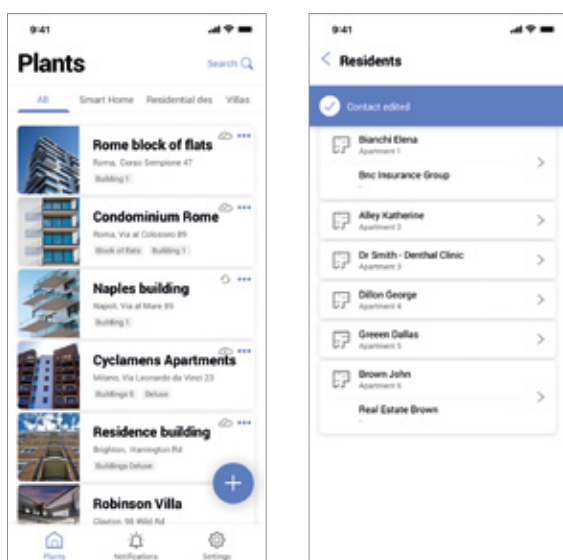 9:41
Plants
Search
All
Smart Home
Residential des
Villas
Rome block of flats
Roma, Corso Sempione 47
Building 1
Condominium Rome
Roma, Via al Colosseo 89
Block of flats
Building 1
Naples building
Napoli, Via al Mare 89
Building 1
Cyclamens Apartments
Milano, Via Leonardo da Vinci 23
Buildings 9
Deluxe
Residence building
Brighton, Harrington Rd
Buildings Deluxe
Robinson Villa
Clayton, 98 Wild Rd
Plants
Notifications
Settings
9:41
Residents
Contact edited
Bianchi Elena
Apartment 1
Bnc Insurance Group
Alley Katherine
Apartment 2
Dr Smith - Denthal Clinic
Apartment 3
Dillon George
Apartment 4
Greeen Dallas
Apartment 5
Brown John
Apartment 6
Real Estate Brown